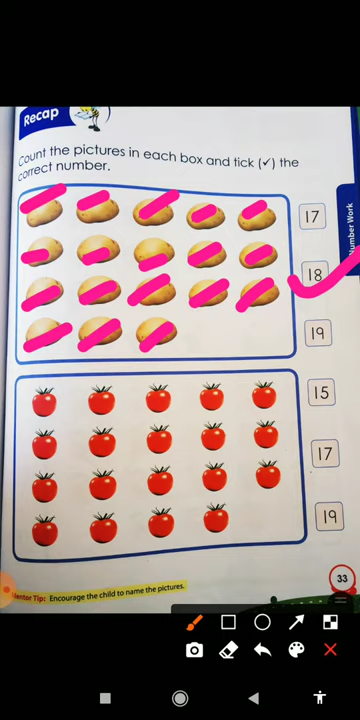 Recap
Count the pictures in each box and tick (✓) the
correct number.
17
18
19
Number Work
15
17
19
33
Mentor Tip: Encourage the child to name the pictures.